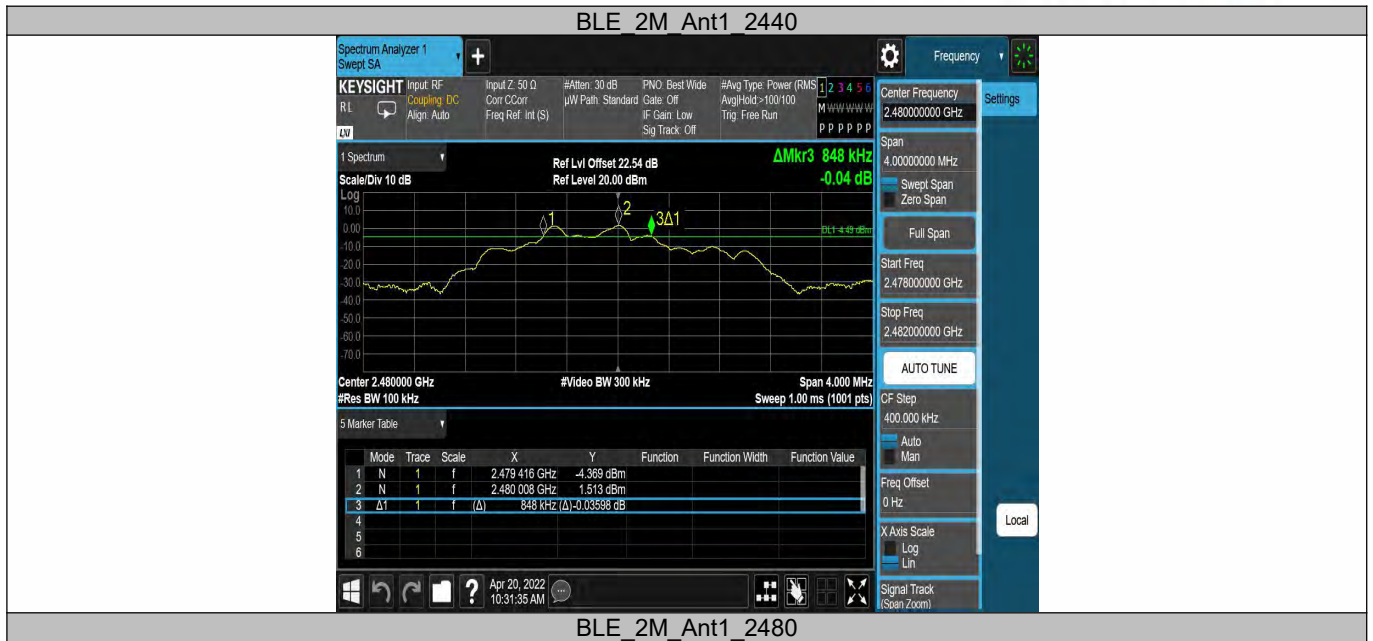 BLE_2M_Ant1_2440
Spectrum Analyzer 1
Swept SA
+
Frequency
KEYSIGHT
RL
LXI
Input: RF
Coupling: DC
Align: Auto
Input Z: 50 Ω
Corr CCorr
Freq Ref: Int (S)
#Atten: 30 dB
µW Path: Standard
PNO: Best Wide
Gate: Off
IF Gain: Low
Sig Track: Off
#Avg Type: Power (RMS
Avg|Hold:>100/100
Trig: Free Run
1 2 3 4 5 6
M W W W W W
P P P P P P
Center Frequency
2.480000000 GHz
Settings
Span
4.00000000 MHz
Swept Span
Zero Span
Full Span
Start Freq
2.478000000 GHz
Stop Freq
2.482000000 GHz
AUTO TUNE
CF Step
400.000 kHz
Auto
Man
Freq Offset
0 Hz
X Axis Scale
Log
Lin
Signal Track
(Span Zoom)
Local
1 Spectrum
Scale/Div 10 dB
Ref Lvl Offset 22.54 dB
Ref Level 20.00 dBm
ΔMkr3 848 kHz
-0.04 dB
Log
10.0
0.00
-10.0
-20.0
-30.0
-40.0
-50.0
-60.0
-70.0
1
2
3Δ1
DL1 -4.49 dBm
Center 2.480000 GHz
#Video BW 300 kHz
Span 4.000 MHz
#Res BW 100 kHz
Sweep 1.00 ms (1001 pts)
5 Marker Table
Mode Trace Scale X Y Function Function Width Function Value
1 N 1 f 2.479 416 GHz -4.369 dBm
2 N 1 f 2.480 008 GHz 1.513 dBm
3 Δ1 1 f (Δ) 848 kHz (Δ)-0.03598 dB
4
5
6
?
Apr 20, 2022
10:31:35 AM
BLE_2M_Ant1_2480